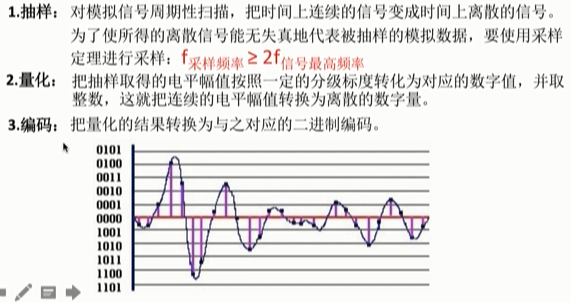 1.抽样： 对模拟信号周期性扫描，把时间上连续的信号变成时间上离散的信号。
为了使所得的离散信号能无失真地代表被抽样的模拟数据，要使用采样
定理进行采样：f采样频率≥2f信号最高频率
2.量化： 把抽样取得的电平幅值按照一定的分级标度转化为对应的数字值，并取
整数，这就把连续的电平幅值转换为离散的数字量。
3.编码： 把量化的结果转换为与之对应的二进制编码。
0101
0100
0011
0010
0001
0000
1001
1010
1011
1100
1101